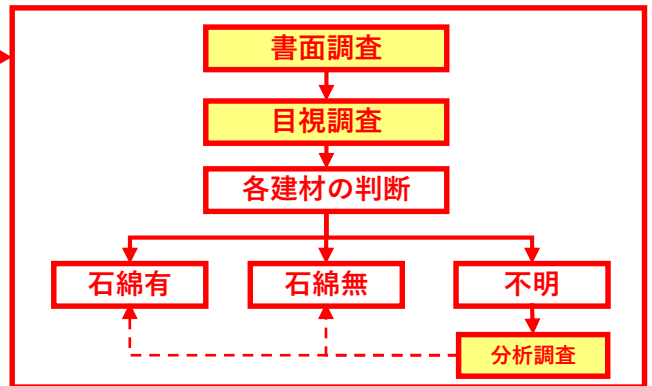 書面調査
目視調査
各建材の判断
石綿有
石綿無
不明
分析調査